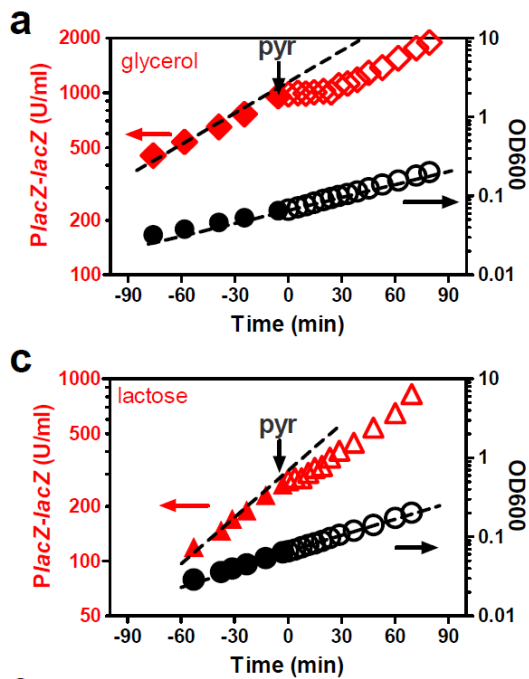 a
glycerol
pyr
PlacZ-lacZ (U/ml)
2000
1000
500
200
100
10
1
0.1
0.01
OD600
-90 -60 -30 0 30 60 90
Time (min)
c
lactose
pyr
PlacZ-lacZ (U/ml)
1000
500
200
100
50
10
1
0.1
0.01
OD600
-90 -60 -30 0 30 60 90
Time (min)